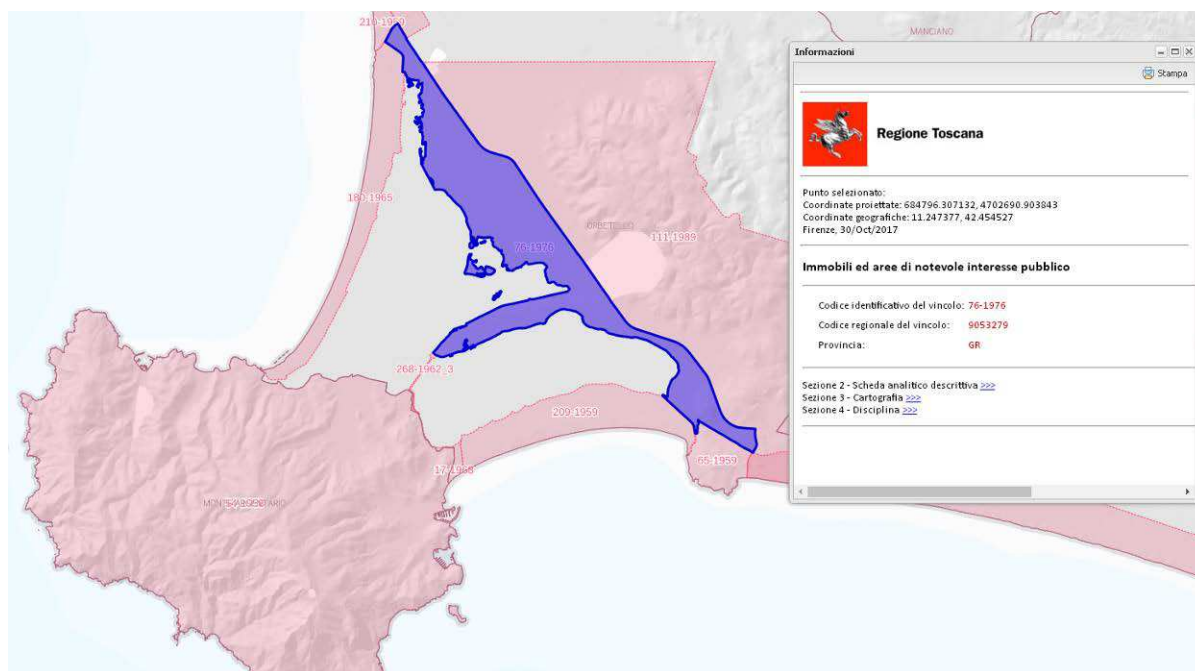 210-1960
MANCIANO
180-1965
ORBETELLO
111-1989
76-1976
268-1962_3
209-1959
17-1958
65-1959
Informazioni
Stampa
Regione Toscana
Punto selezionato:
Coordinate proiettate: 684796.307132, 4702690.903843
Coordinate geografiche: 11.247377, 42.454527
Firenze, 30/Oct/2017
Immobili ed aree di notevole interesse pubblico
Codice identificativo del vincolo: 76-1976
Codice regionale del vincolo: 9053279
Provincia: GR
Sezione 2 - Scheda analitico descrittiva >>>
Sezione 3 - Cartografia >>>
Sezione 4 - Disciplina >>>